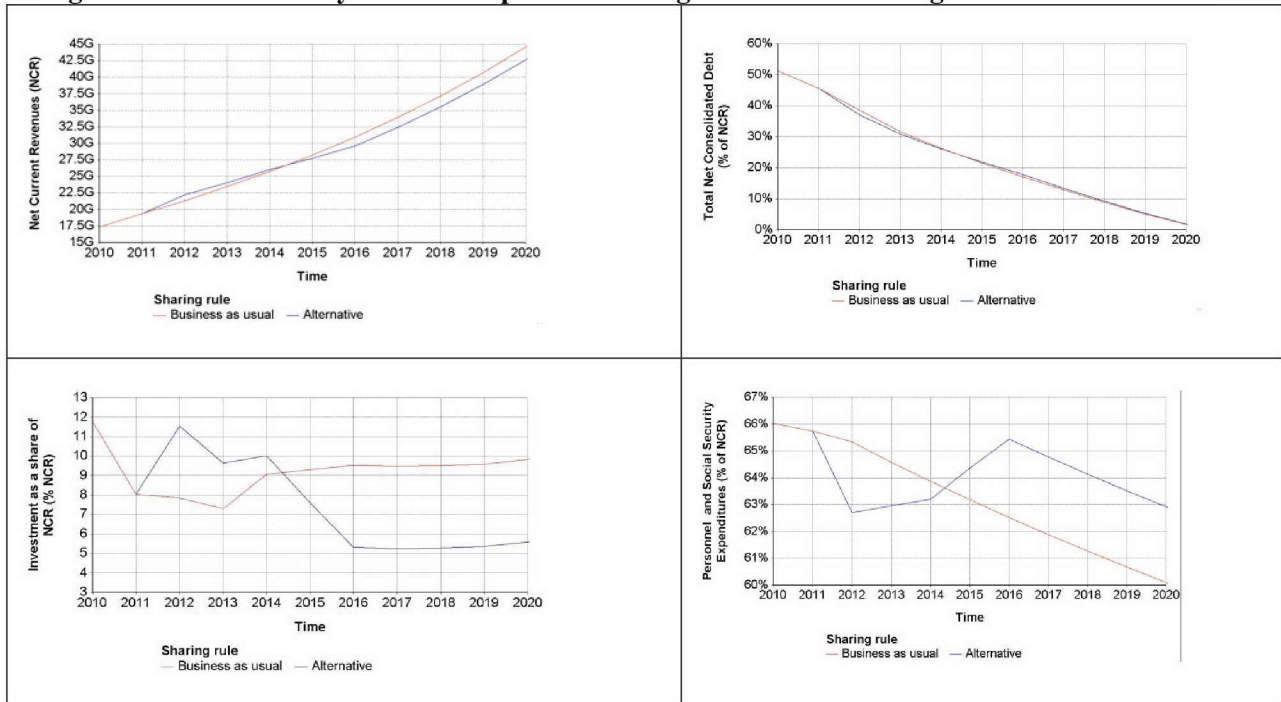 45G
42.5G
40G
37.5G
35G
32.5G
30G
27.5G
25G
22.5G
20G
17.5G
15G
2010 2011 2012 2013 2014 2015 2016 2017 2018 2019 2020
Net Current Revenues (NCR)
Time
Sharing rule
Business as usual Alternative
60%
50%
40%
30%
20%
10%
0%
2010 2011 2012 2013 2014 2015 2016 2017 2018 2019 2020
Total Net Consolidated Debt
(% of NCR)
Time
Sharing rule
Business as usual Alternative
13
12
11
10
9
8
7
6
5
4
3
2010 2011 2012 2013 2014 2015 2016 2017 2018 2019 2020
Investment as a share of
NCR (% NCR)
Time
Sharing rule
Business as usual Alternative
67%
66%
65%
64%
63%
62%
61%
60%
2010 2011 2012 2013 2014 2015 2016 2017 2018 2019 2020
Personnel and Social Security
Expenditures (% of NCR)
Time
Sharing rule
Business as usual Alternative